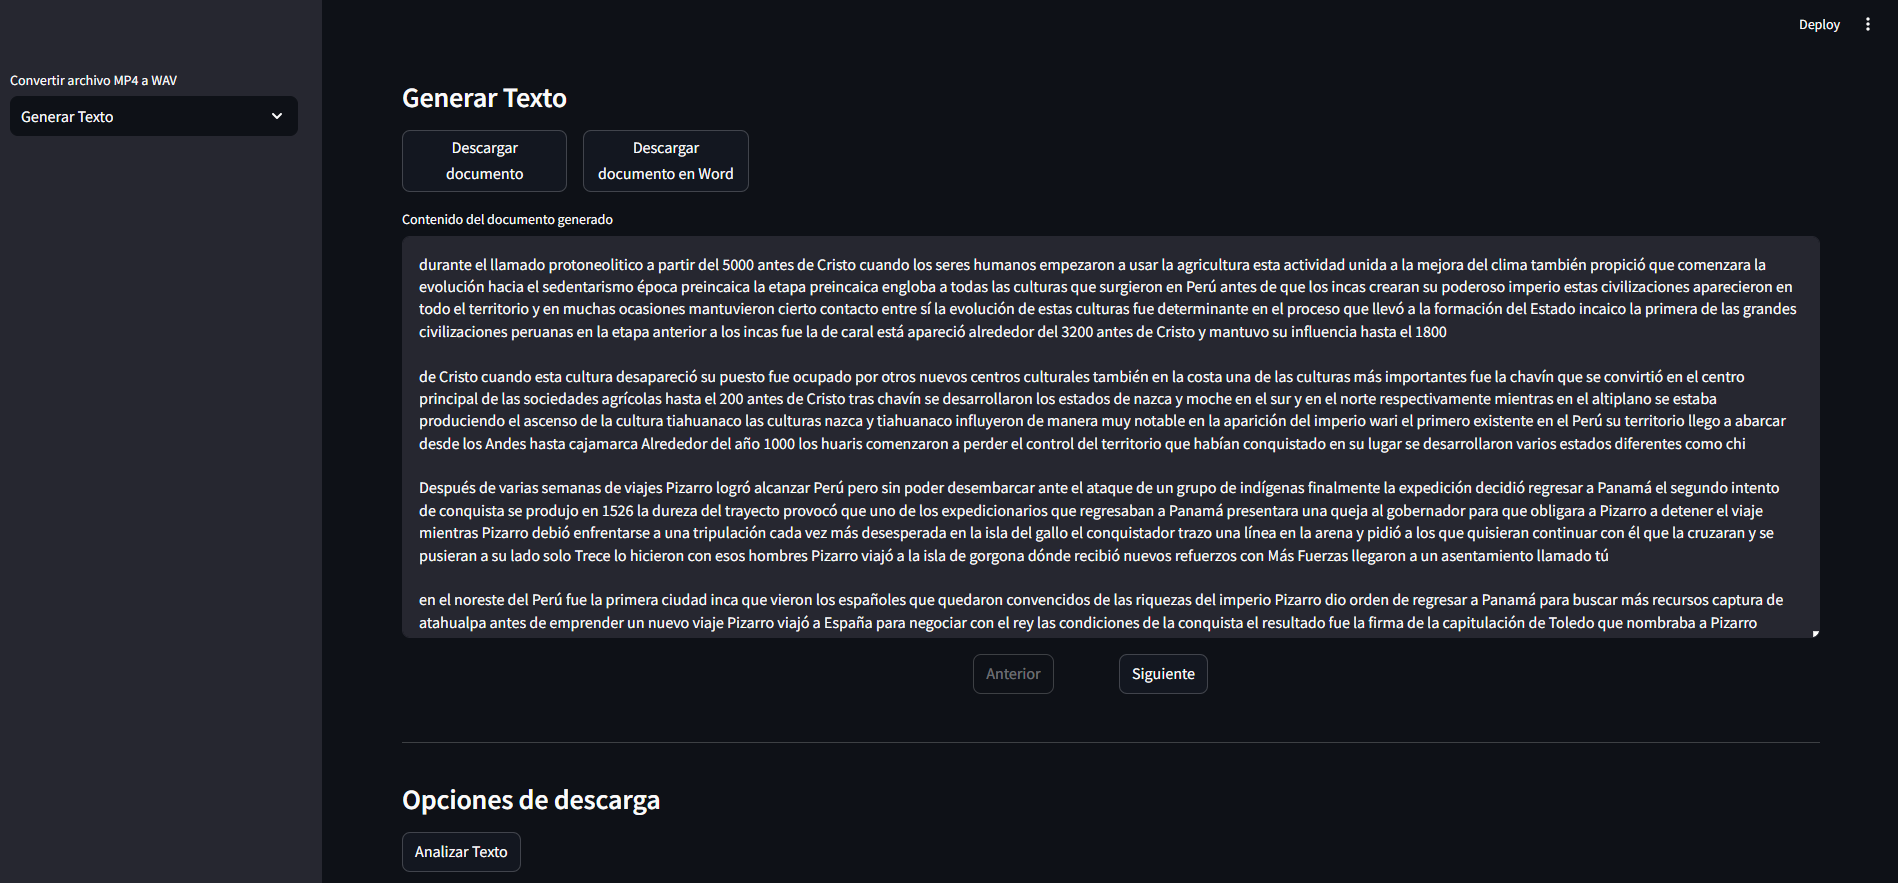 Deploy
Convertir archivo MP4 a WAV
Generar Texto
Generar Texto
Descargar
documento
Descargar
documento en Word
Contenido del documento generado
durante el llamado protoneolitico a partir del 5000 antes de Cristo cuando los seres humanos empezaron a usar la agricultura esta actividad unida a la mejora del clima también propició que comenzara la
evolución hacia el sedentarismo época preincaica la etapa preincaica engloba a todas las culturas que surgieron en Perú antes de que los incas crearan su poderoso imperio estas civilizaciones aparecieron en
todo el territorio y en muchas ocasiones mantuvieron cierto contacto entre sí la evolución de estas culturas fue determinante en el proceso que llevó a la formación del Estado incaico la primera de las grandes
civilizaciones peruanas en la etapa anterior a los incas fue la de caral está apareció alrededor del 3200 antes de Cristo y mantuvo su influencia hasta el 1800
de Cristo cuando esta cultura desapareció su puesto fue ocupado por otros nuevos centros culturales también en la costa una de las culturas más importantes fue la chavín que se convirtió en el centro
principal de las sociedades agrícolas hasta el 200 antes de Cristo tras chavín se desarrollaron los estados de nazca y moche en el sur y en el norte respectivamente mientras en el altiplano se estaba
produciendo el ascenso de la cultura tiahuanaco las culturas nazca y tiahuanaco influyeron de manera muy notable en la aparición del imperio wari el primero existente en el Perú su territorio llego a abarcar
desde los Andes hasta cajamarca Alrededor del año 1000 los huaris comenzaron a perder el control del territorio que habían conquistado en su lugar se desarrollaron varios estados diferentes como chi
Después de varias semanas de viajes Pizarro logró alcanzar Perú pero sin poder desembarcar ante el ataque de un grupo de indígenas finalmente la expedición decidió regresar a Panamá el segundo intento
de conquista se produjo en 1526 la dureza del trayecto provocó que uno de los expedicionarios que regresaban a Panamá presentara una queja al gobernador para que obligara a Pizarro a detener el viaje
mientras Pizarro debió enfrentarse a una tripulación cada vez más desesperada en la isla del gallo el conquistador trazo una línea en la arena y pidió a los que quisieran continuar con él que la cruzaran y se
pusieran a su lado solo Trece lo hicieron con esos hombres Pizarro viajó a la isla de gorgona dónde recibió nuevos refuerzos con Más Fuerzas llegaron a un asentamiento llamado tú
en el noreste del Perú fue la primera ciudad inca que vieron los españoles que quedaron convencidos de las riquezas del imperio Pizarro dio orden de regresar a Panamá para buscar más recursos captura de
atahualpa antes de emprender un nuevo viaje Pizarro viajó a España para negociar con el rey las condiciones de la conquista el resultado fue la firma de la capitulación de Toledo que nombraba a Pizarro
Anterior
Siguiente
Opciones de descarga
Analizar Texto